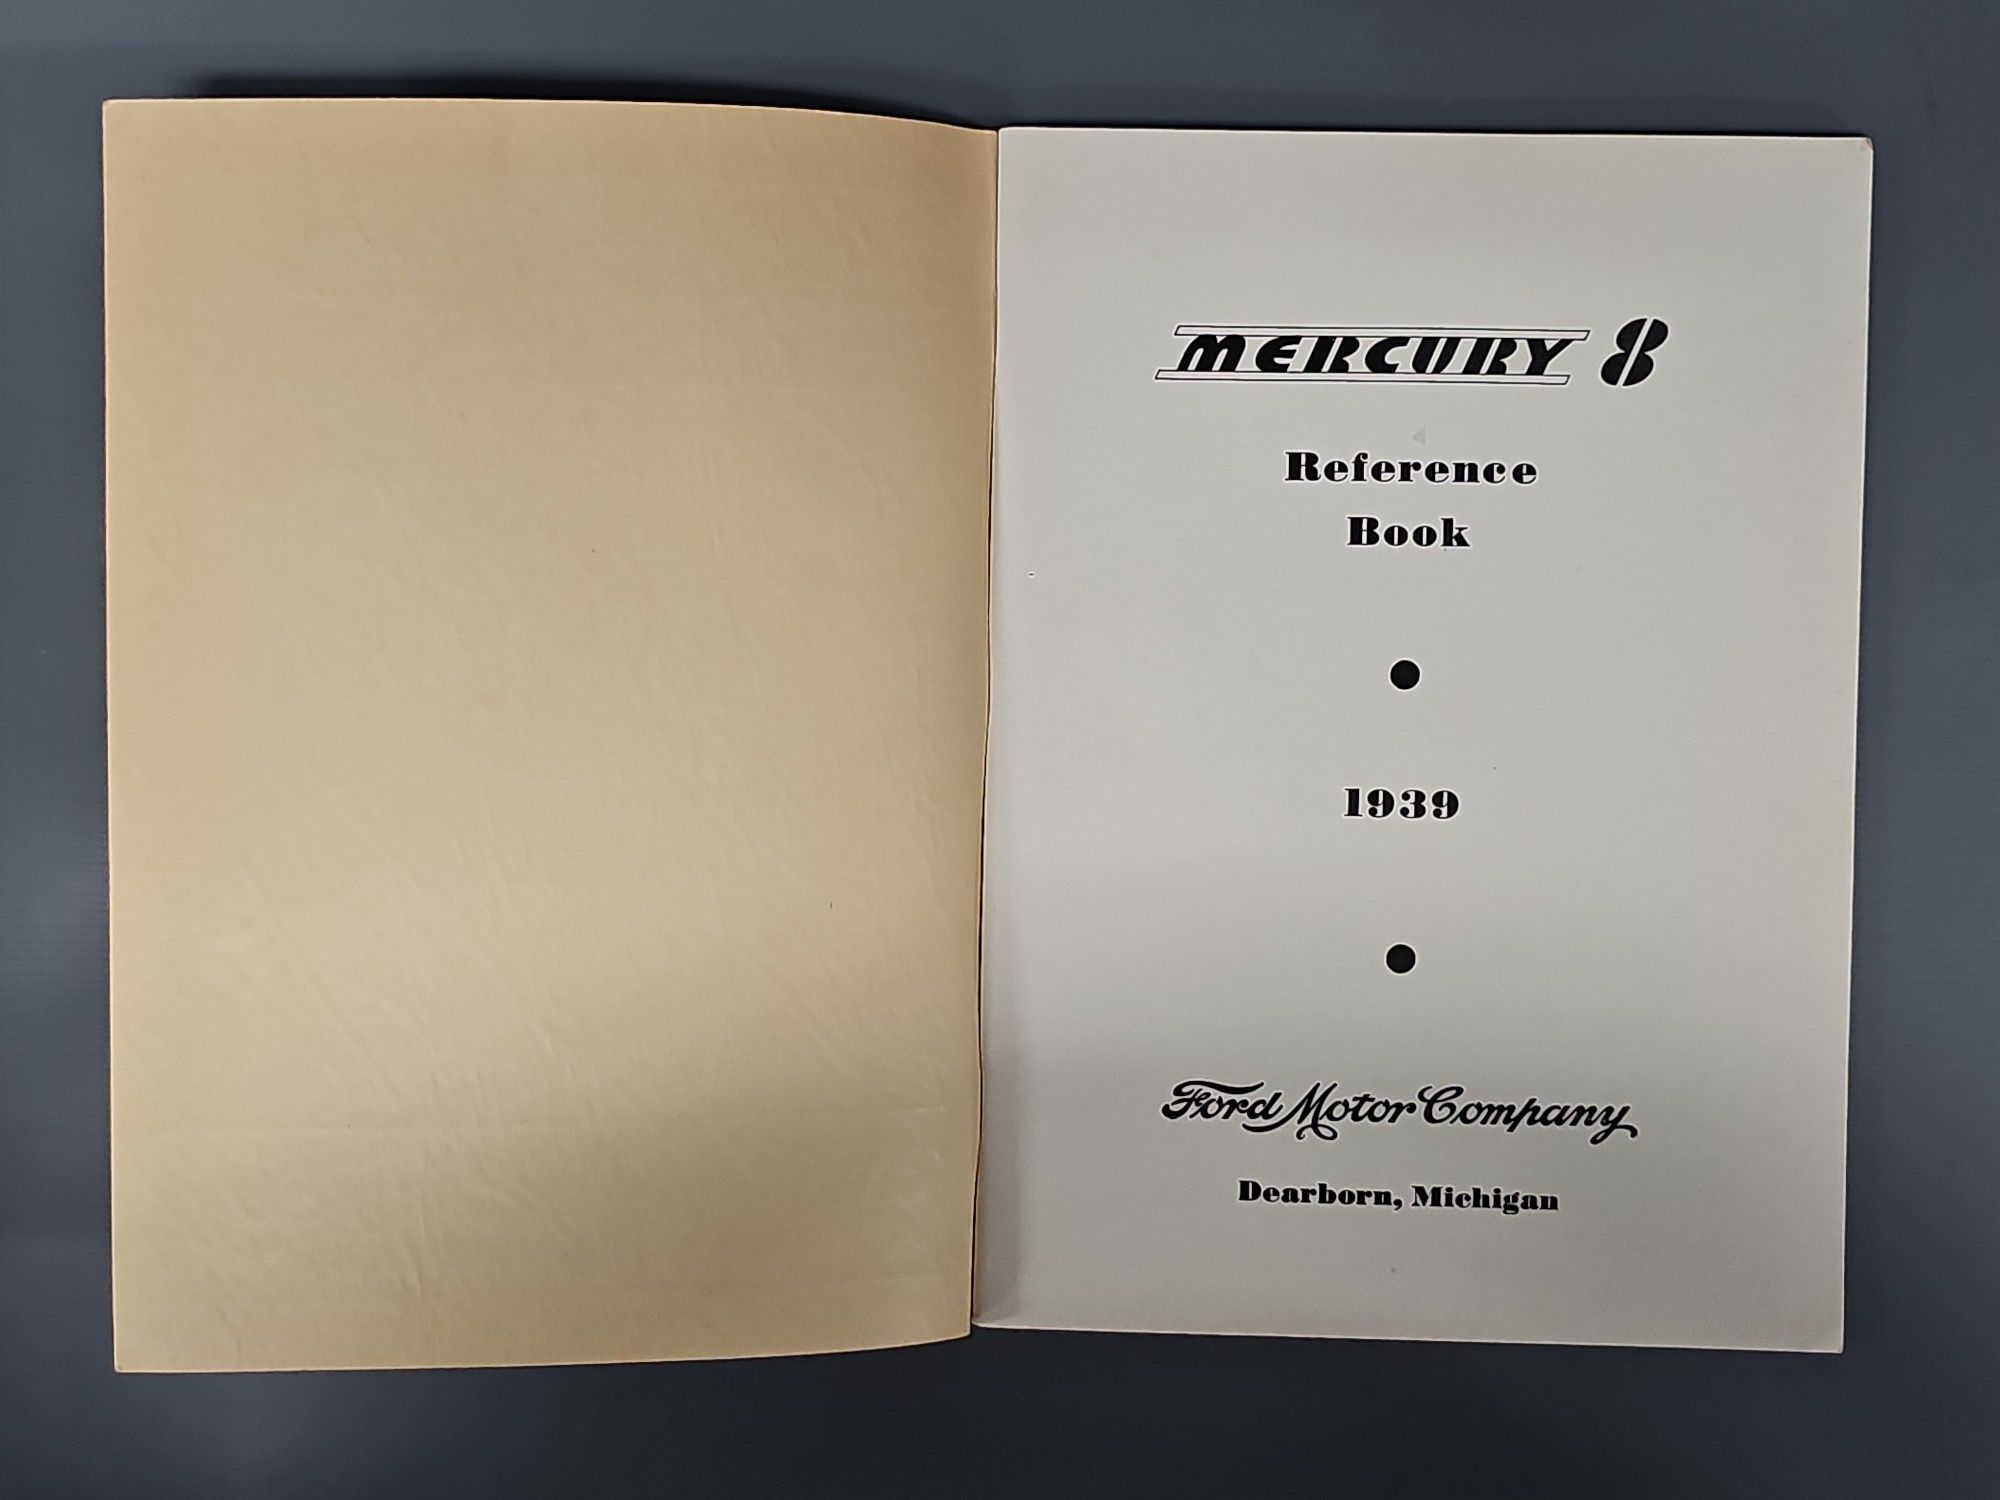 MERCURY 8
Reference
Book
1939
Ford Motor Company
Dearborn, Michigan